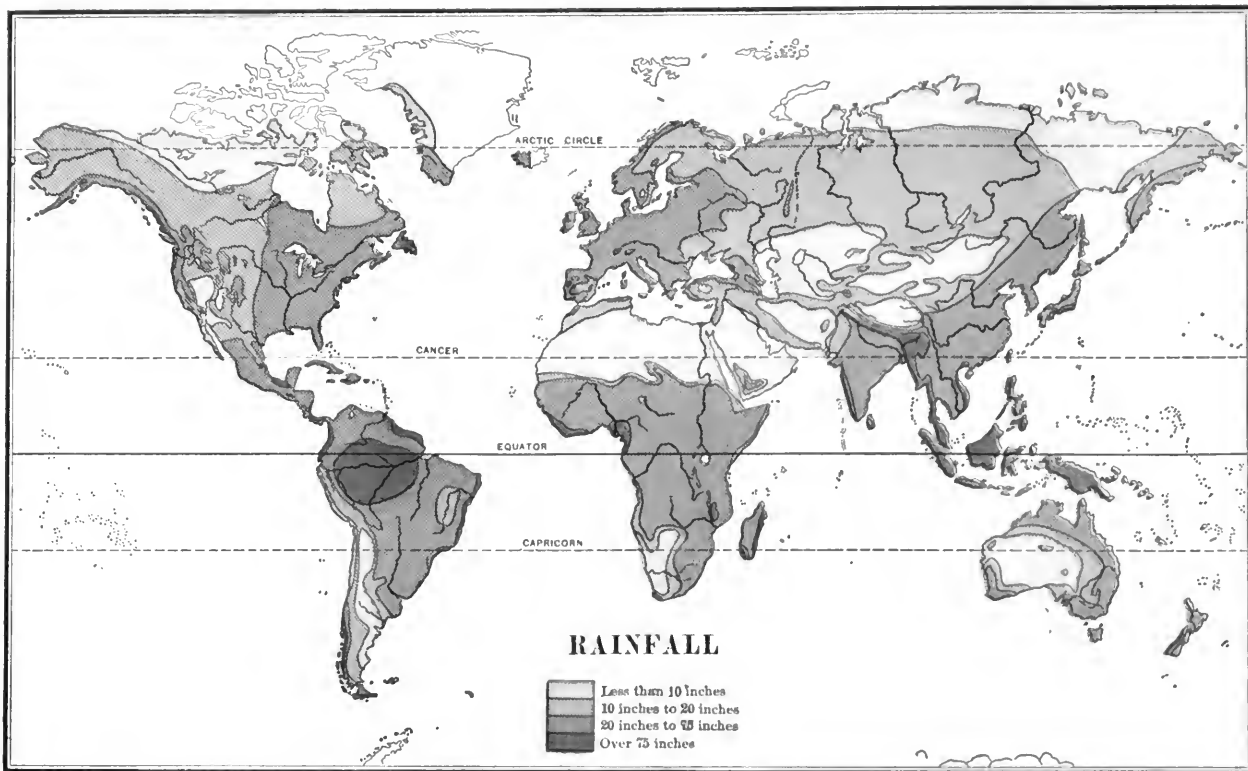 ARCTIC CIRCLE
CANCER
EQUATOR
CAPRICORN
RAINFALL
Less than 10 inches
10 inches to 20 inches
20 inches to 75 inches
Over 75 inches